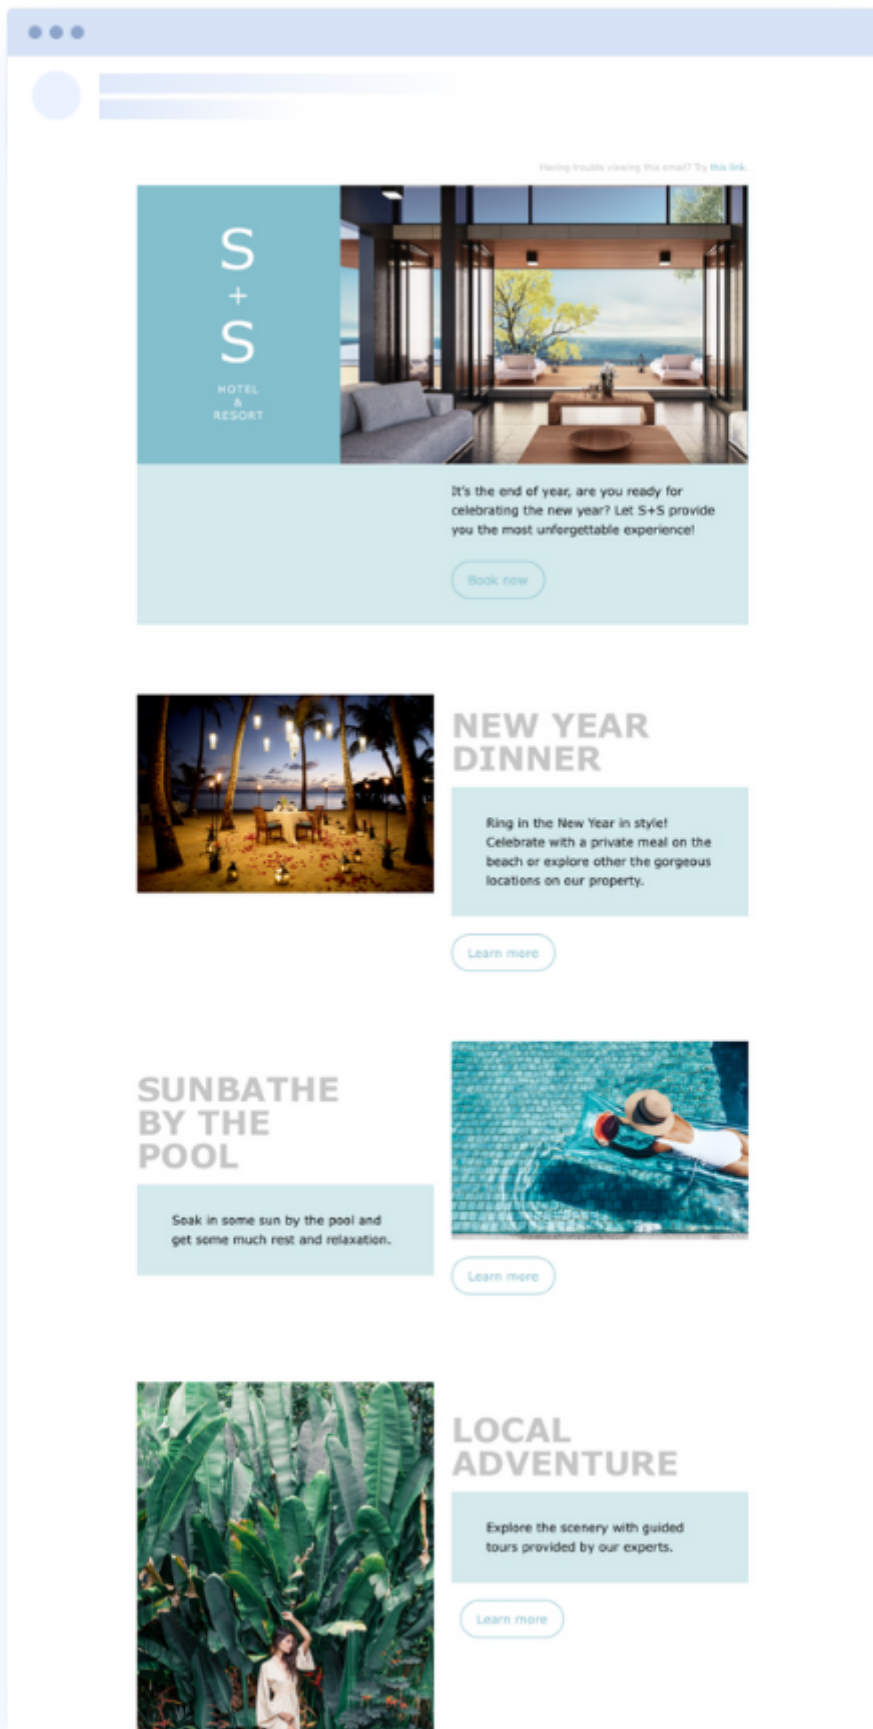 Having trouble viewing this email? Try this link.
S
+
S
HOTEL
&
RESORT
It's the end of year, are you ready for
celebrating the new year? Let S+S provide
you the most unforgettable experience!
Book now
NEW YEAR
DINNER
Ring in the New Year in style!
Celebrate with a private meal on the
beach or explore other the gorgeous
locations on our property.
Learn more
SUNBATHE
BY THE
POOL
Soak in some sun by the pool and
get some much rest and relaxation.
Learn more
LOCAL
ADVENTURE
Explore the scenery with guided
tours provided by our experts.
Learn more